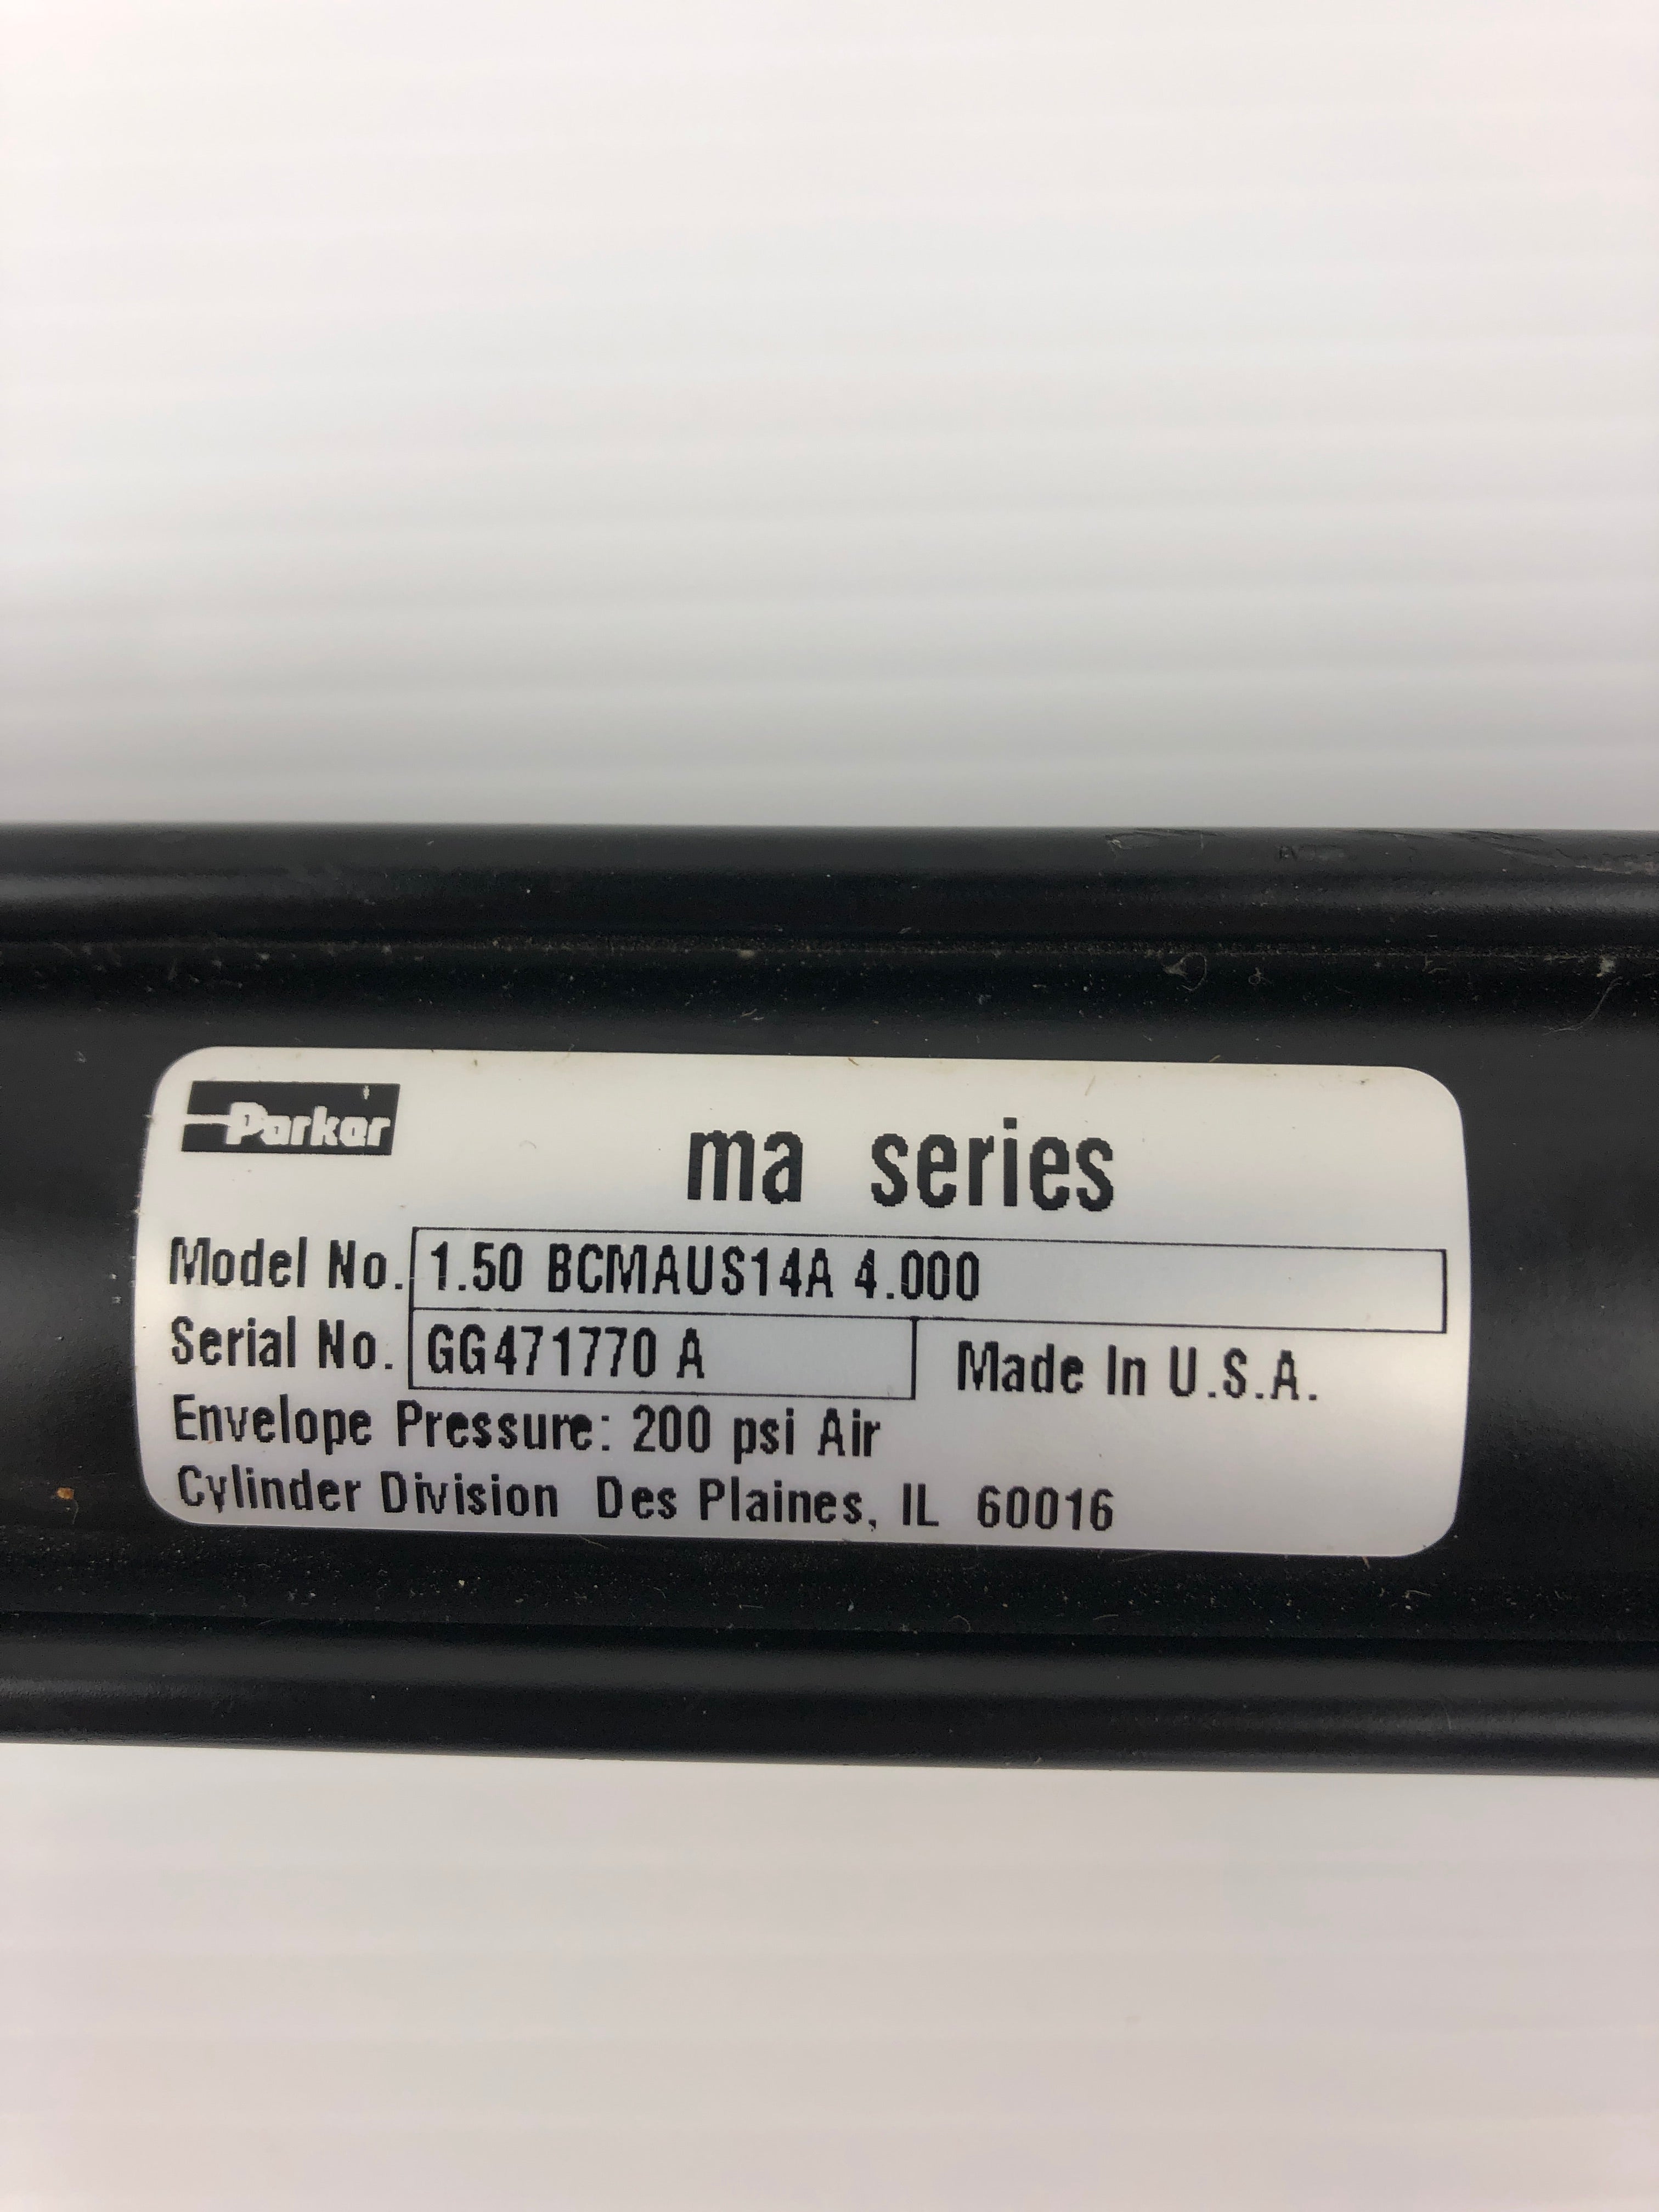 Parker
ma series
Model No. 1.50 BCMAUS14A 4.000
Serial No. GG471770 A Made In U.S.A.
Envelope Pressure: 200 psi Air
Cylinder Division Des Plaines, IL 60016